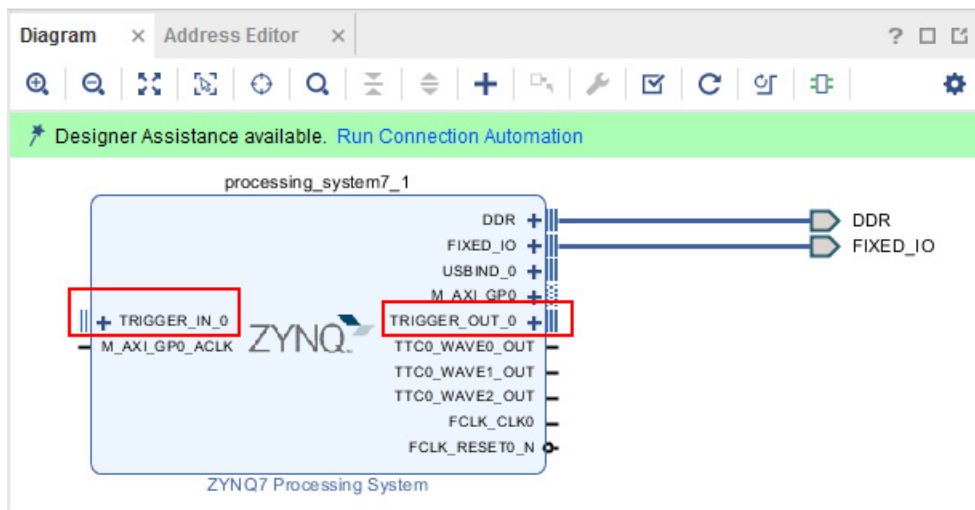 Diagram × Address Editor × ?
Designer Assistance available. Run Connection Automation
processing_system7_1
DDR DDR
FIXED_IO FIXED_IO
USBIND_0
M_AXI_GP0
TRIGGER_IN_0 TRIGGER_OUT_0
M_AXI_GP0_ACLK ZYNQ TTC0_WAVE0_OUT
TTC0_WAVE1_OUT
TTC0_WAVE2_OUT
FCLK_CLK0
FCLK_RESET0_N
ZYNQ7 Processing System